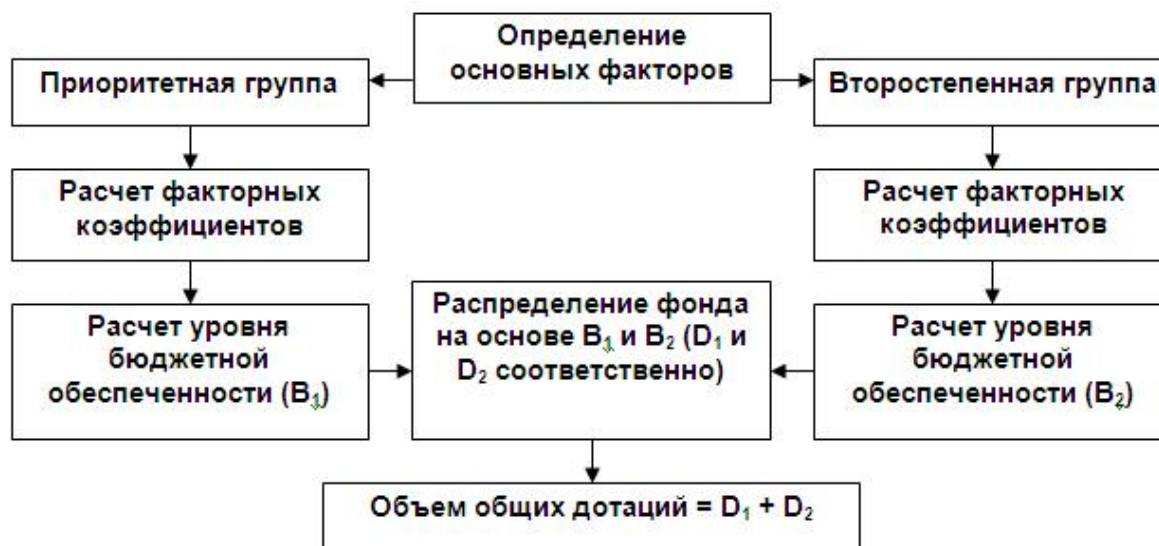 Определение
основных факторов
Приоритетная группа
Второстепенная группа
Расчет факторных
коэффициентов
Расчет факторных
коэффициентов
Расчет уровня
бюджетной
обеспеченности (B₁)
Распределение фонда
на основе B₁ и B₂ (D₁ и
D₂ соответственно)
Расчет уровня
бюджетной
обеспеченности (B₂)
Объем общих дотаций = D₁ + D₂